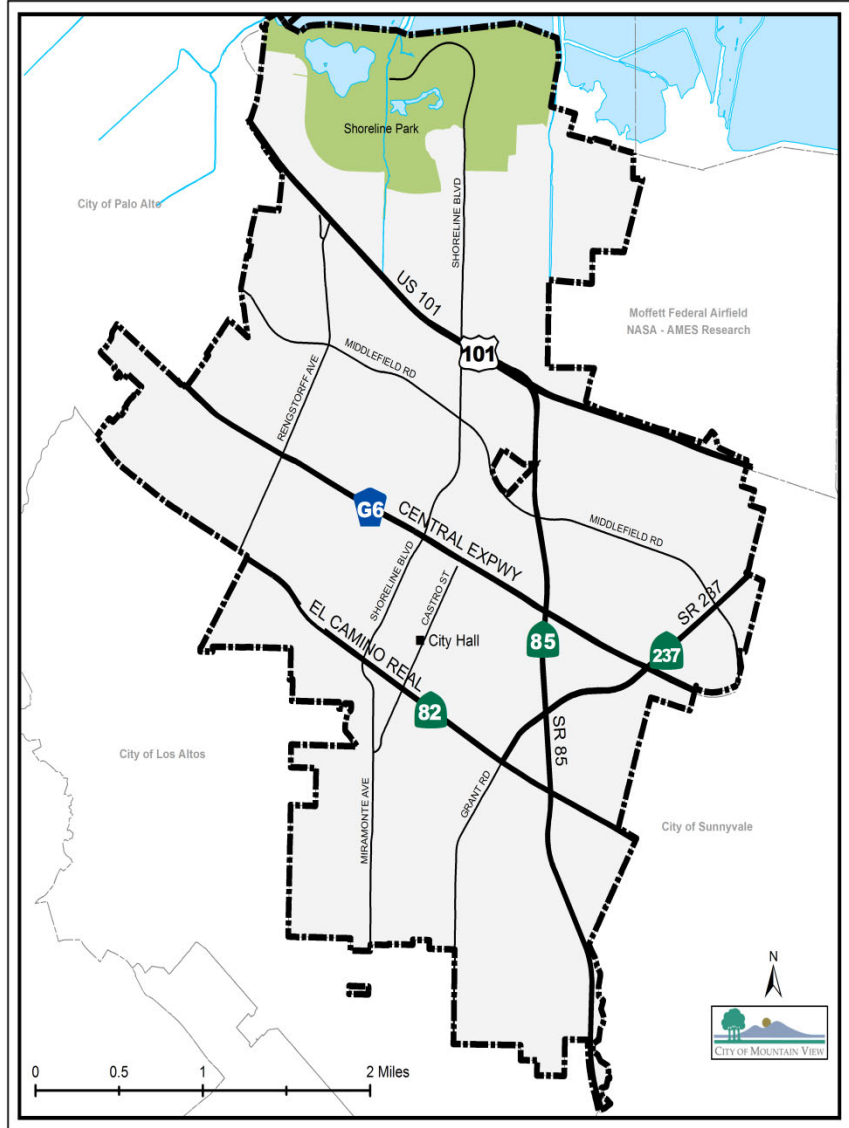 Shoreline Park
City of Palo Alto
SHORELINE BLVD
US 101
Moffett Federal Airfield
NASA - AMES Research
101
MIDDLEFIELD RD
RENGSTORFF AVE
G6
CENTRAL EXPWY
MIDDLEFIELD RD
SHORELINE BLVD
CASTRO ST
SR 237
City Hall
85
237
EL CAMINO REAL
82
SR 85
City of Los Altos
GRANT RD
MIRAMONTE AVE
City of Sunnyvale
N
CITY OF MOUNTAIN VIEW
0 0.5 1 2 Miles